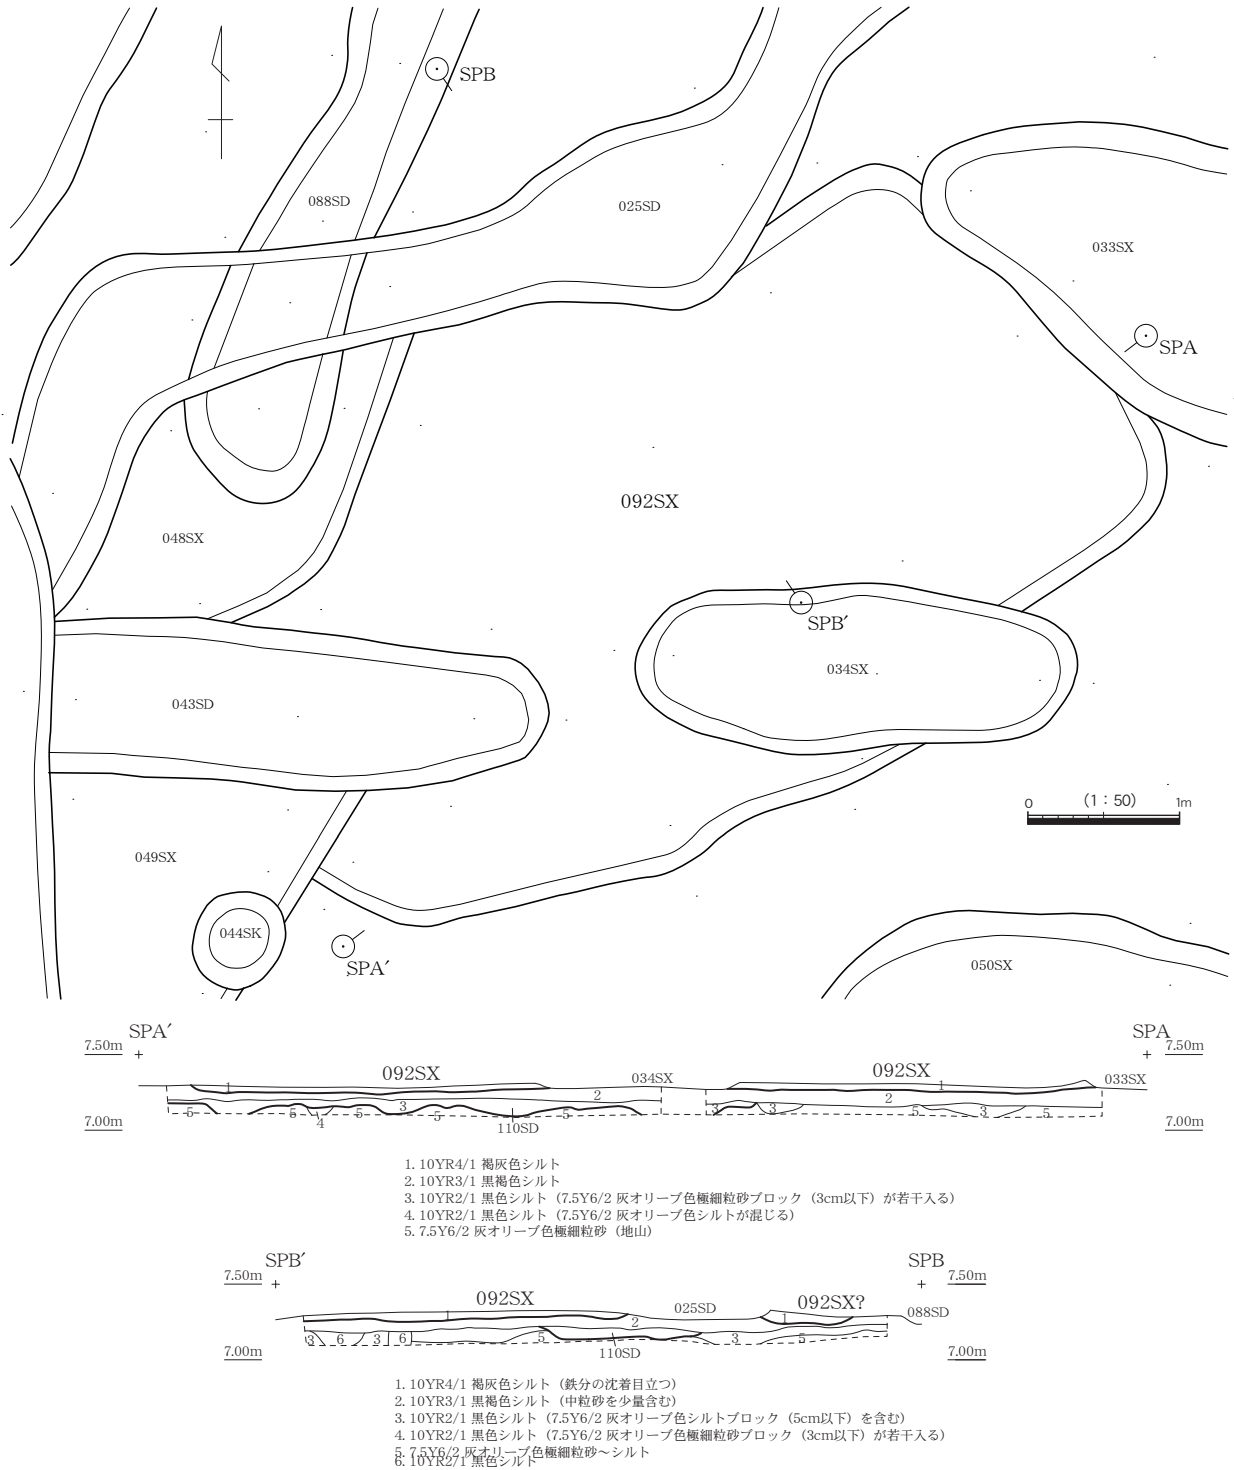 SPB
088SD
025SD
033SX
SPA
092SX
048SX
SPB′
034SX
043SD
0 (1：50) 1m
049SX
044SK
SPA′
050SX
SPA′ SPA
7.50m 7.50m
092SX 092SX
034SX 033SX
1 1
2 2
5 5 4 5 3 5 5 3 3 5 3 5
110SD
7.00m 7.00m
1. 10YR4/1 褐灰色シルト
2. 10YR3/1 黒褐色シルト
3. 10YR2/1 黒色シルト（7.5Y6/2 灰オリーブ色極細粒砂ブロック（3cm以下）が若干入る）
4. 10YR2/1 黒色シルト（7.5Y6/2 灰オリーブ色シルトが混じる）
5. 7.5Y6/2 灰オリーブ色極細粒砂（地山）
SPB′ SPB
7.50m 7.50m
092SX 092SX?
025SD 088SD
1 2 1
3 6 3 6 5 3 5
110SD
7.00m 7.00m
1. 10YR4/1 褐灰色シルト（鉄分の沈着目立つ）
2. 10YR3/1 黒褐色シルト（中粒砂を少量含む）
3. 10YR2/1 黒色シルト（7.5Y6/2 灰オリーブ色シルトブロック（5cm以下）を含む）
4. 10YR2/1 黒色シルト（7.5Y6/2 灰オリーブ色極細粒砂ブロック（3cm以下）が若干入る）
5. 7.5Y6/2 灰オリーブ色極細粒砂～シルト
6. 10YR2/1 黒色シルト